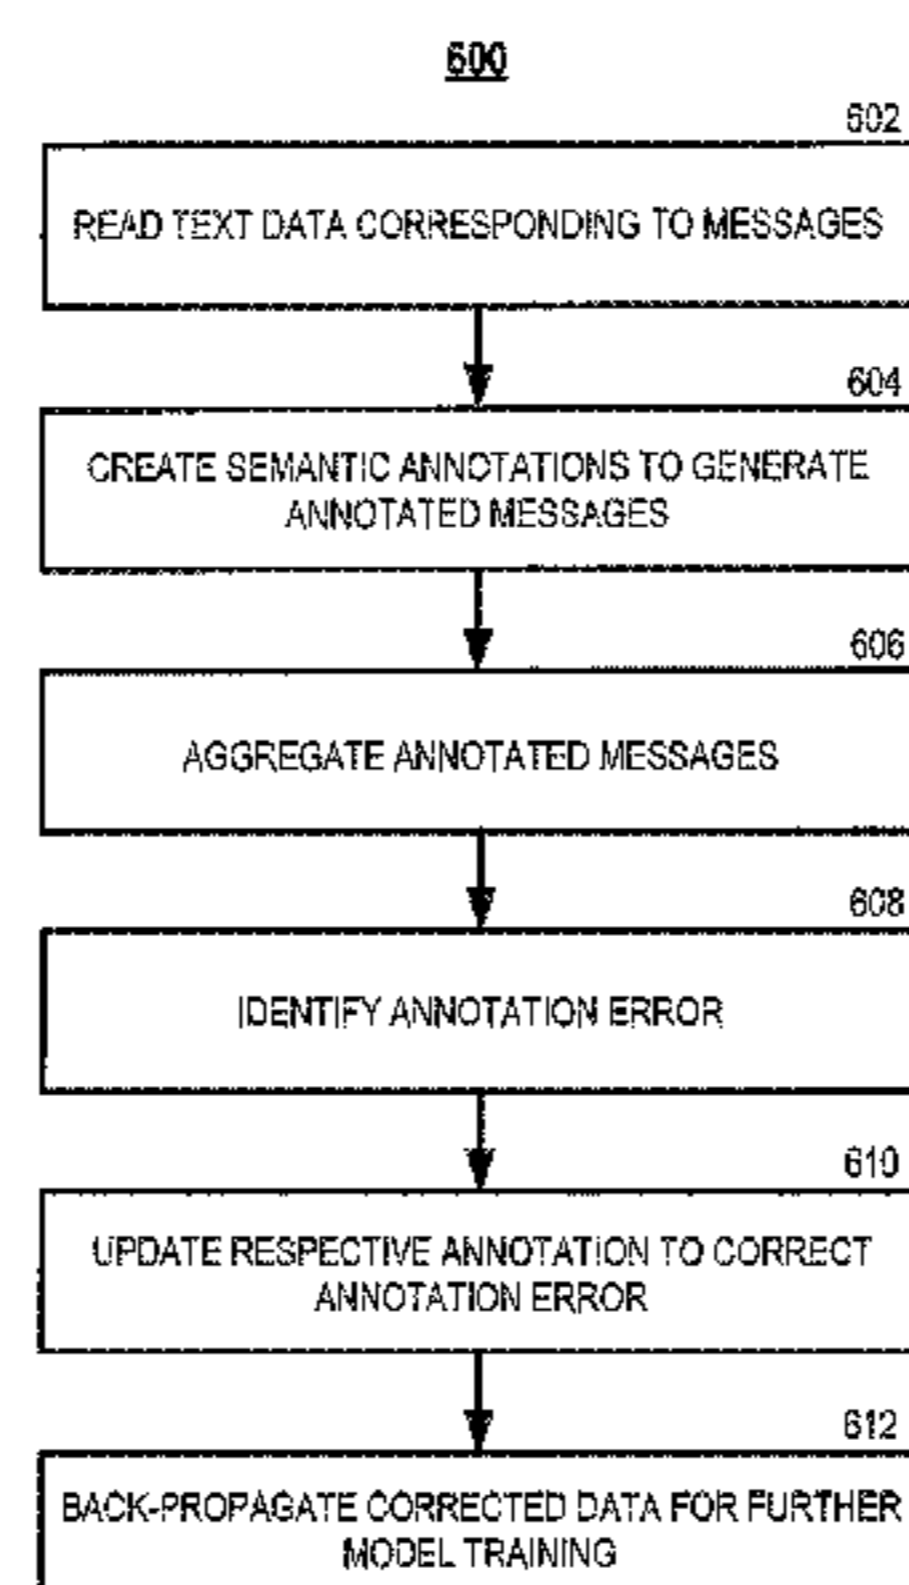 600
602
READ TEXT DATA CORRESPONDING TO MESSAGES
604
CREATE SEMANTIC ANNOTATIONS TO GENERATE
ANNOTATED MESSAGES
606
AGGREGATE ANNOTATED MESSAGES
608
IDENTIFY ANNOTATION ERROR
610
UPDATE RESPECTIVE ANNOTATION TO CORRECT
ANNOTATION ERROR
612
BACK-PROPAGATE CORRECTED DATA FOR FURTHER
MODEL TRAINING